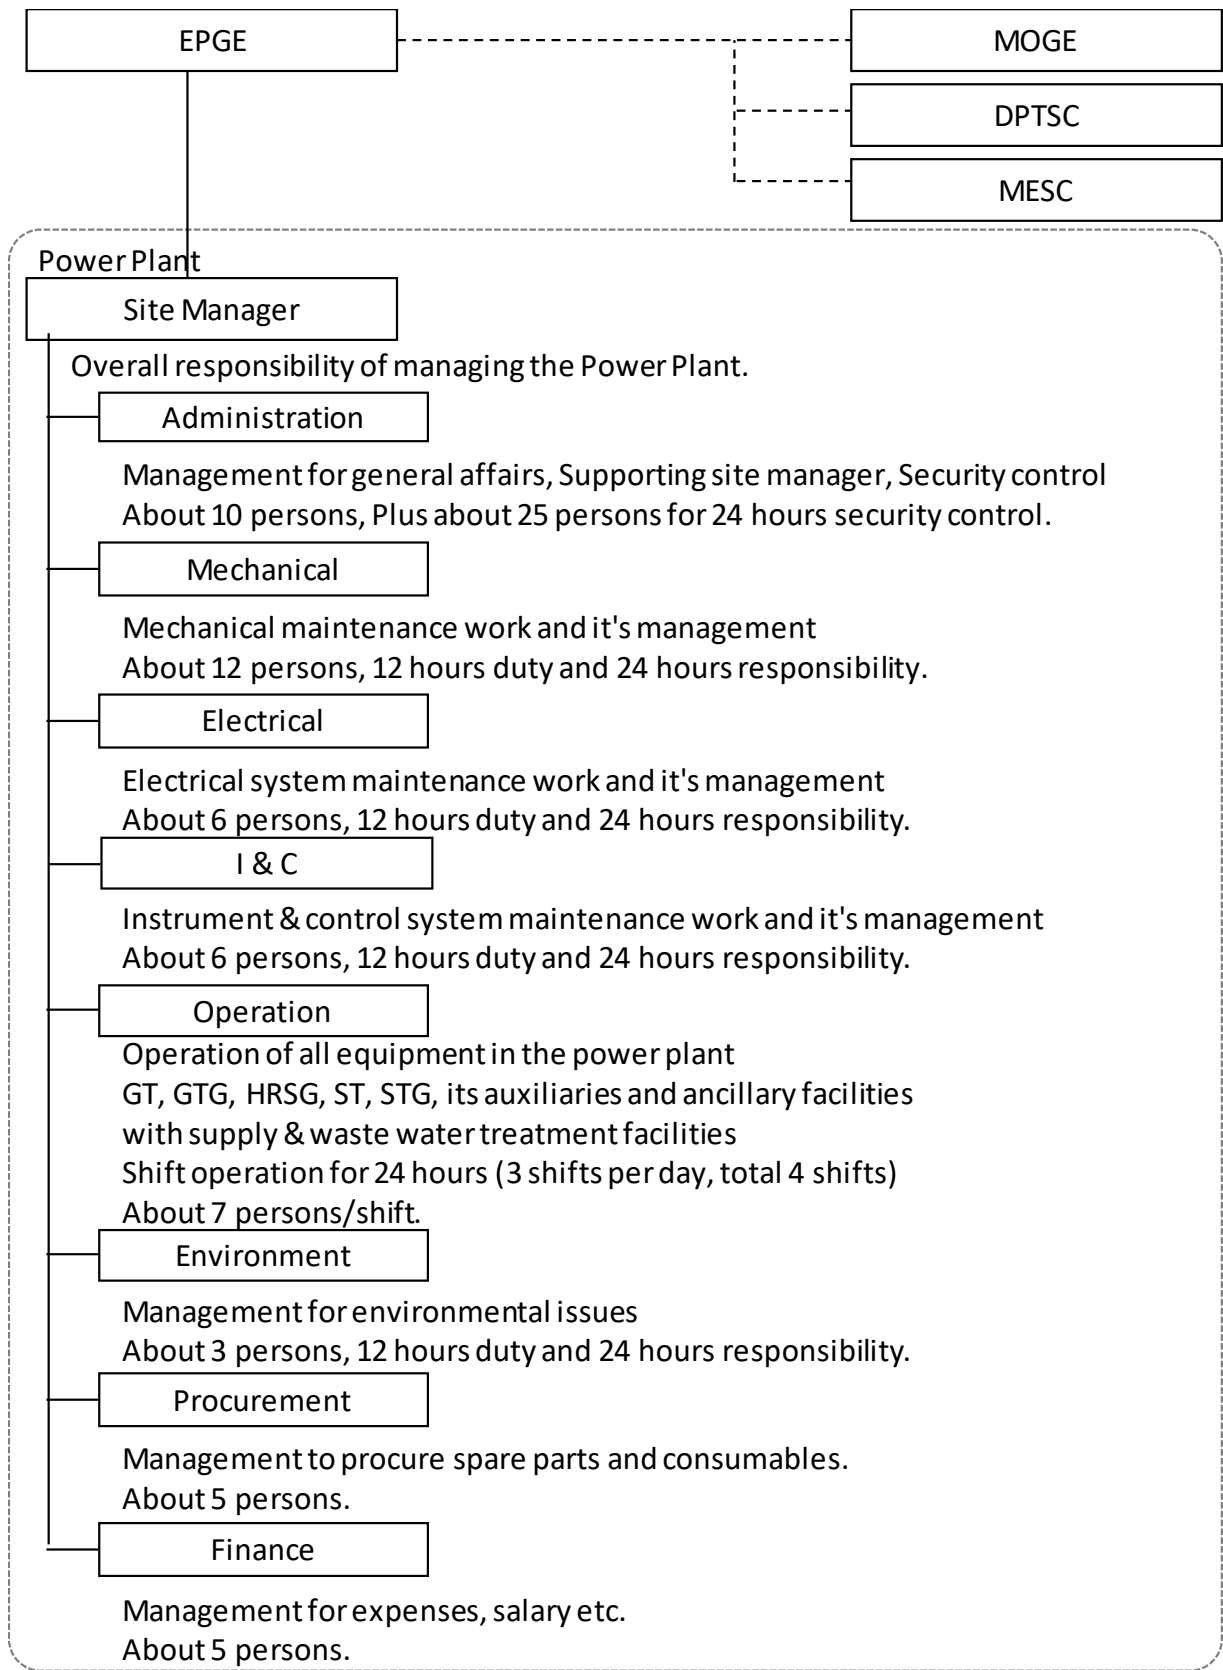 EPGE
MOGE
DPTSC
MESC
Power Plant
Site Manager
Overall responsibility of managing the Power Plant.
Administration
Management for general affairs, Supporting site manager, Security control
About 10 persons, Plus about 25 persons for 24 hours security control.
Mechanical
Mechanical maintenance work and it's management
About 12 persons, 12 hours duty and 24 hours responsibility.
Electrical
Electrical system maintenance work and it's management
About 6 persons, 12 hours duty and 24 hours responsibility.
I & C
Instrument & control system maintenance work and it's management
About 6 persons, 12 hours duty and 24 hours responsibility.
Operation
Operation of all equipment in the power plant
GT, GTG, HRSG, ST, STG, its auxiliaries and ancillary facilities
with supply & waste water treatment facilities
Shift operation for 24 hours (3 shifts per day, total 4 shifts)
About 7 persons/shift.
Environment
Management for environmental issues
About 3 persons, 12 hours duty and 24 hours responsibility.
Procurement
Management to procure spare parts and consumables.
About 5 persons.
Finance
Management for expenses, salary etc.
About 5 persons.